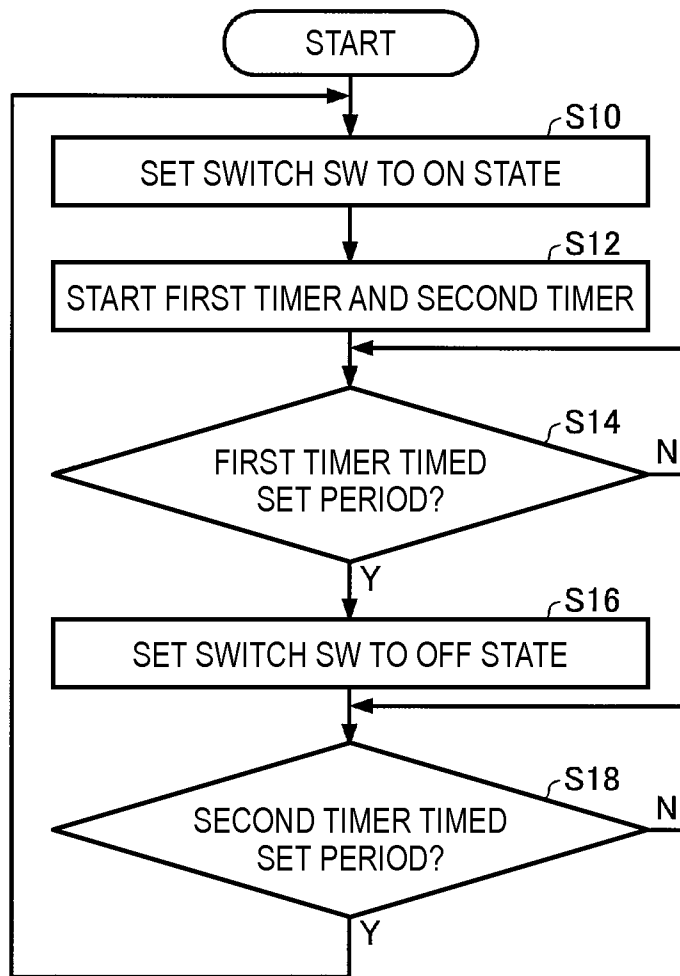 START
S10
SET SWITCH SW TO ON STATE
S12
START FIRST TIMER AND SECOND TIMER
S14
FIRST TIMER TIMED
SET PERIOD?
N
Y
S16
SET SWITCH SW TO OFF STATE
S18
SECOND TIMER TIMED
SET PERIOD?
N
Y